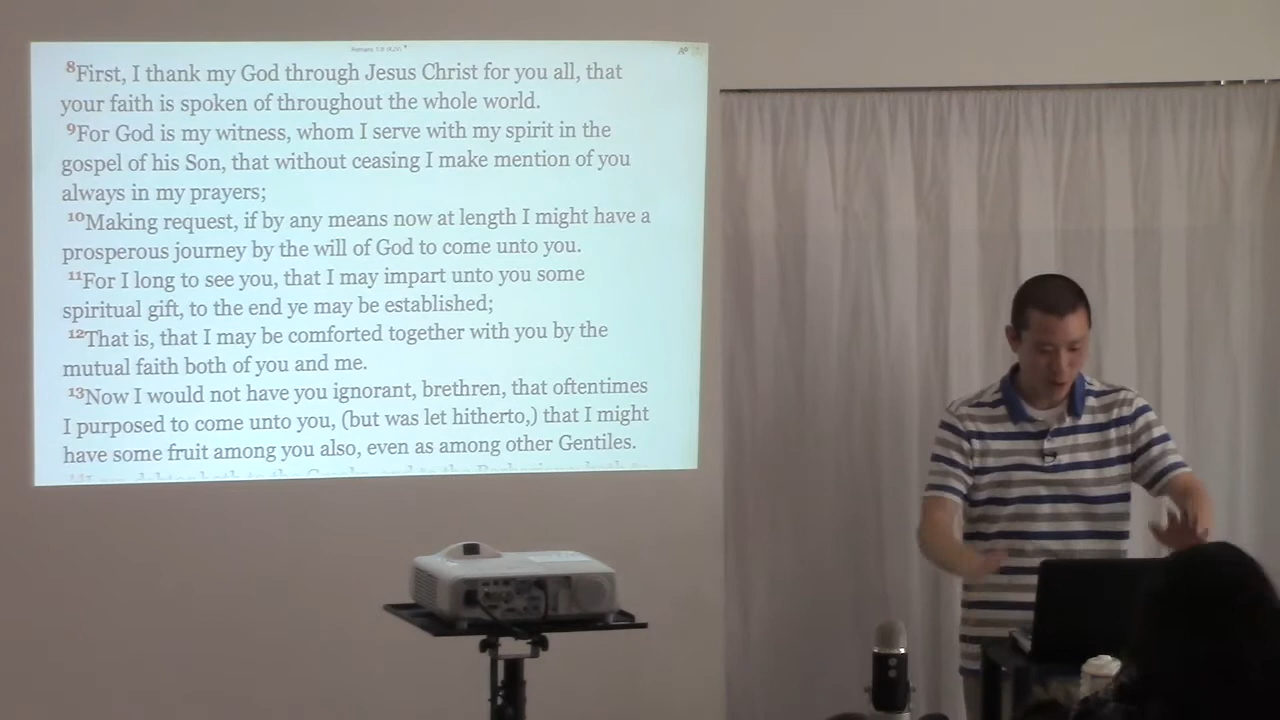 Romans 1:8 (KJV)
8First, I thank my God through Jesus Christ for you all, that
your faith is spoken of throughout the whole world.
9For God is my witness, whom I serve with my spirit in the
gospel of his Son, that without ceasing I make mention of you
always in my prayers;
10Making request, if by any means now at length I might have a
prosperous journey by the will of God to come unto you.
11For I long to see you, that I may impart unto you some
spiritual gift, to the end ye may be established;
12That is, that I may be comforted together with you by the
mutual faith both of you and me.
13Now I would not have you ignorant, brethren, that oftentimes
I purposed to come unto you, (but was let hitherto,) that I might
have some fruit among you also, even as among other Gentiles.